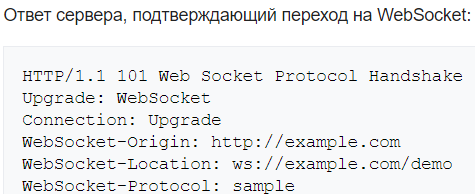 Ответ сервера, подтверждающий переход на WebSocket:
HTTP/1.1 101 Web Socket Protocol Handshake
Upgrade: WebSocket
Connection: Upgrade
WebSocket-Origin: http://example.com
WebSocket-Location: ws://example.com/demo
WebSocket-Protocol: sample